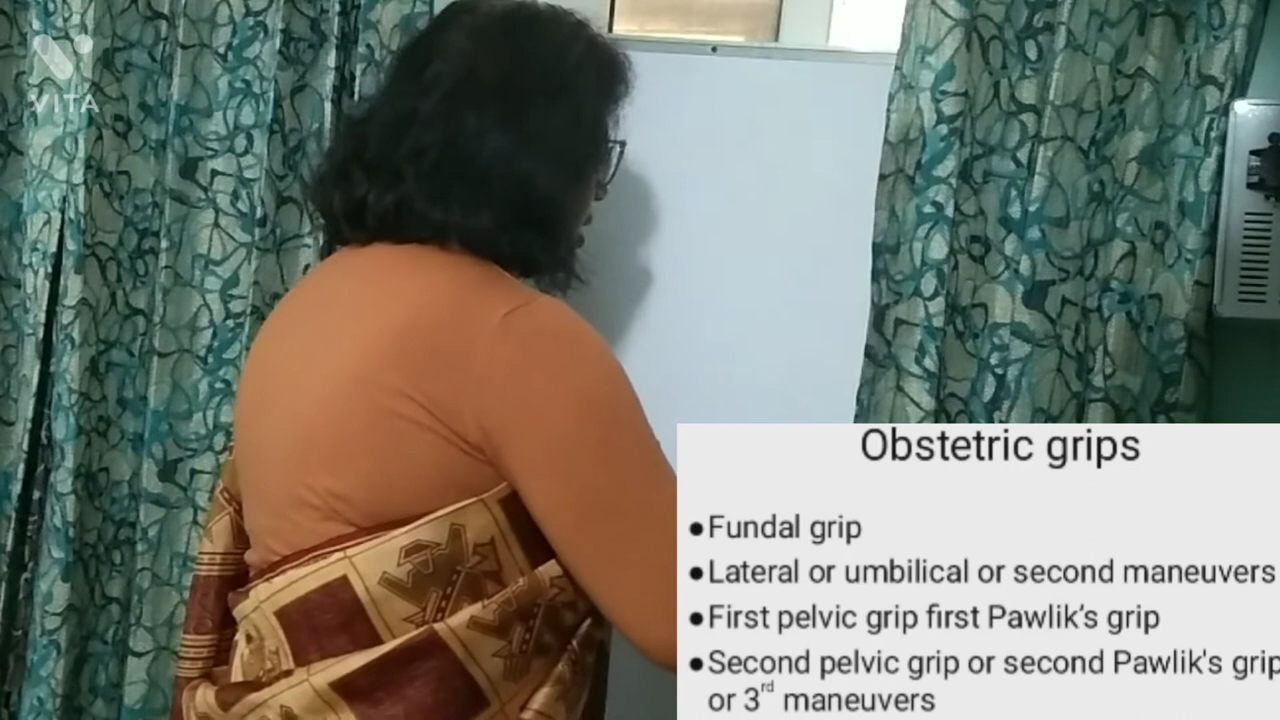 VITA
Obstetric grips
●Fundal grip
●Lateral or umbilical or second maneuvers
●First pelvic grip first Pawlik’s grip
●Second pelvic grip or second Pawlik's grip
or 3rd maneuvers